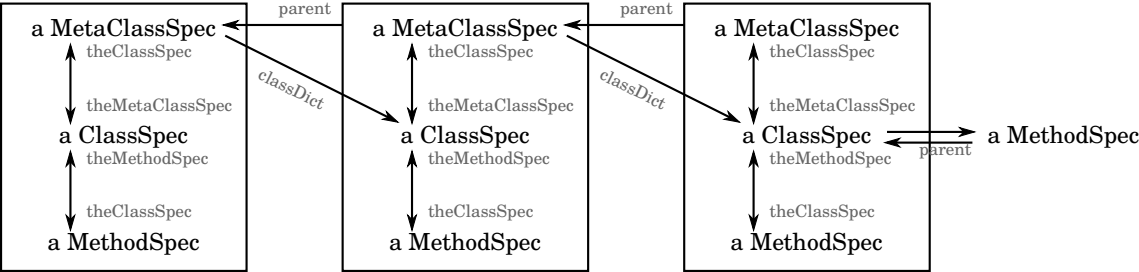 parent
parent
a MetaClassSpec
a MetaClassSpec
a MetaClassSpec
theClassSpec
theClassSpec
theClassSpec
classDict
classDict
theMetaClassSpec
theMetaClassSpec
theMetaClassSpec
a ClassSpec
a ClassSpec
a ClassSpec
a MethodSpec
parent
theMethodSpec
theMethodSpec
theMethodSpec
theClassSpec
theClassSpec
theClassSpec
a MethodSpec
a MethodSpec
a MethodSpec